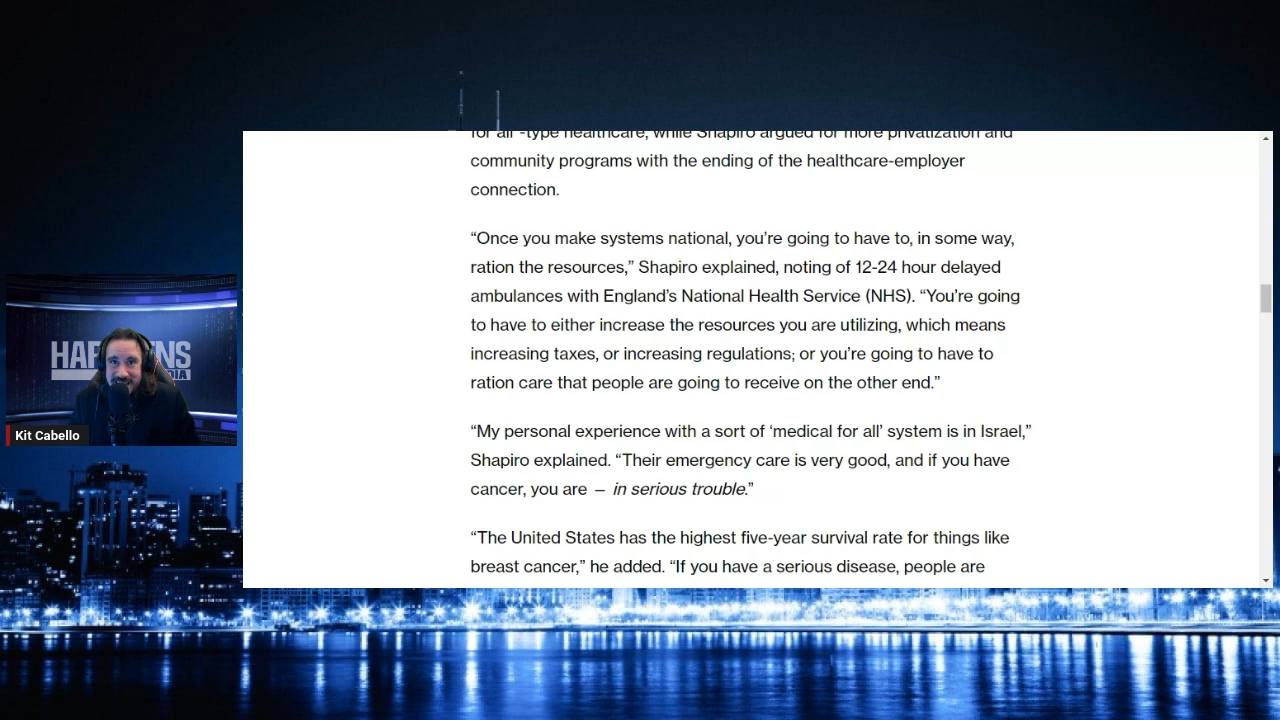 for all'-type healthcare, while Shapiro argued for more privatization and
community programs with the ending of the healthcare-employer
connection.
“Once you make systems national, you’re going to have to, in some way,
ration the resources,” Shapiro explained, noting of 12-24 hour delayed
ambulances with England’s National Health Service (NHS). “You’re going
to have to either increase the resources you are utilizing, which means
increasing taxes, or increasing regulations; or you’re going to have to
ration care that people are going to receive on the other end.”
“My personal experience with a sort of ‘medical for all’ system is in Israel,”
Shapiro explained. “Their emergency care is very good, and if you have
cancer, you are – in serious trouble.”
“The United States has the highest five-year survival rate for things like
breast cancer,” he added. “If you have a serious disease, people are
Kit Cabello